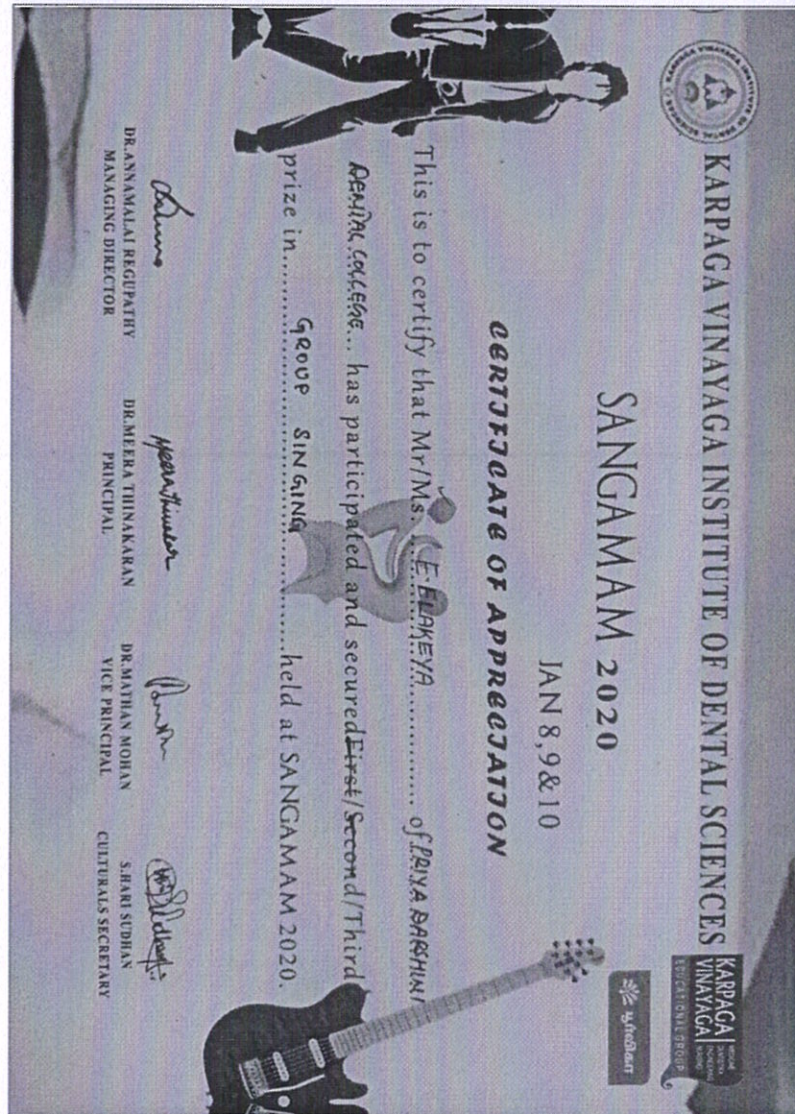 KARPAGA VINAYAGA INSTITUTE OF DENTAL SCIENCES
KARPAGA
VINAYAGA
EDUCATIONAL GROUP
பூர்விகா
SANGAMAM 2020
JAN 8,9&10
CERTIFICATE OF APPRECIATION
This is to certify that Mr/Ms....E. ELAKEYA.................. of PRIYA DARSHINI
DENTAL COLLEGE... has participated and secured First/Second/Third
prize in............GROUP SINGING....................held at SANGAMAM 2020.
DR.ANNAMALAI REGUPATHY
MANAGING DIRECTOR
DR.MEERA THINAKARAN
PRINCIPAL
DR.MATHAN MOHAN
VICE PRINCIPAL
S.HARI SUDHAN
CULTURALS SECRETARY